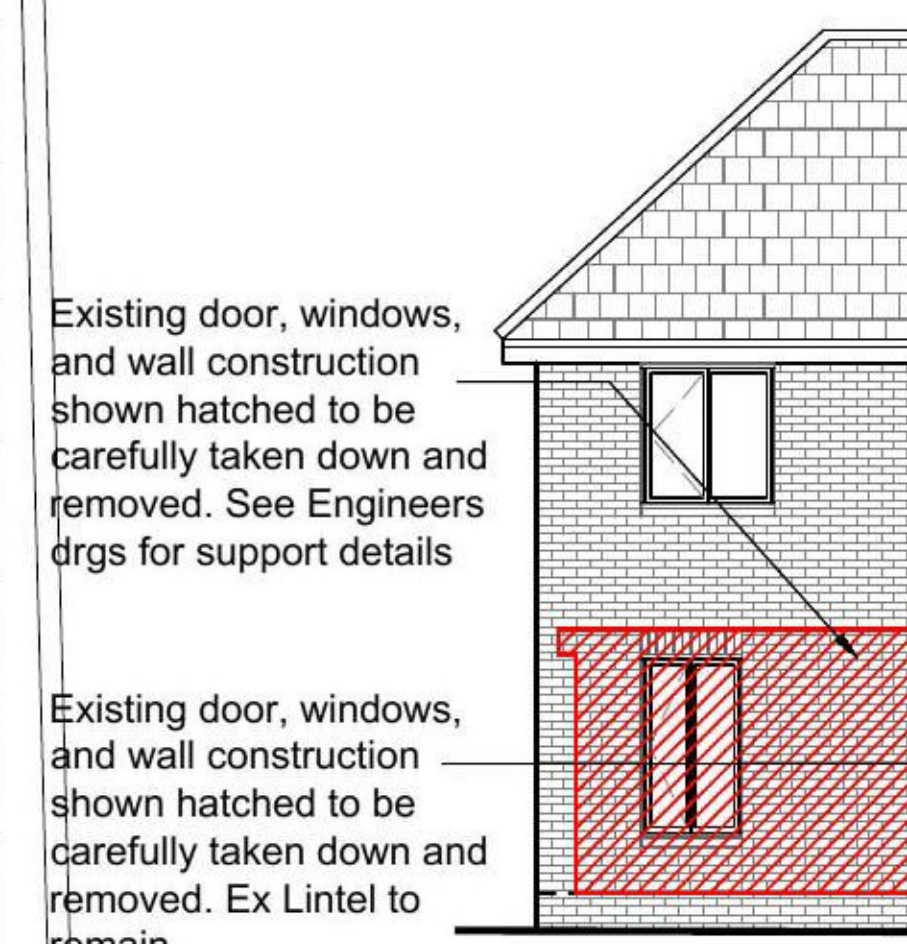 Existing door, windows,
and wall construction
shown hatched to be
carefully taken down and
removed. See Engineers
drgs for support details
Existing door, windows,
and wall construction
shown hatched to be
carefully taken down and
removed. Ex Lintel to
remain